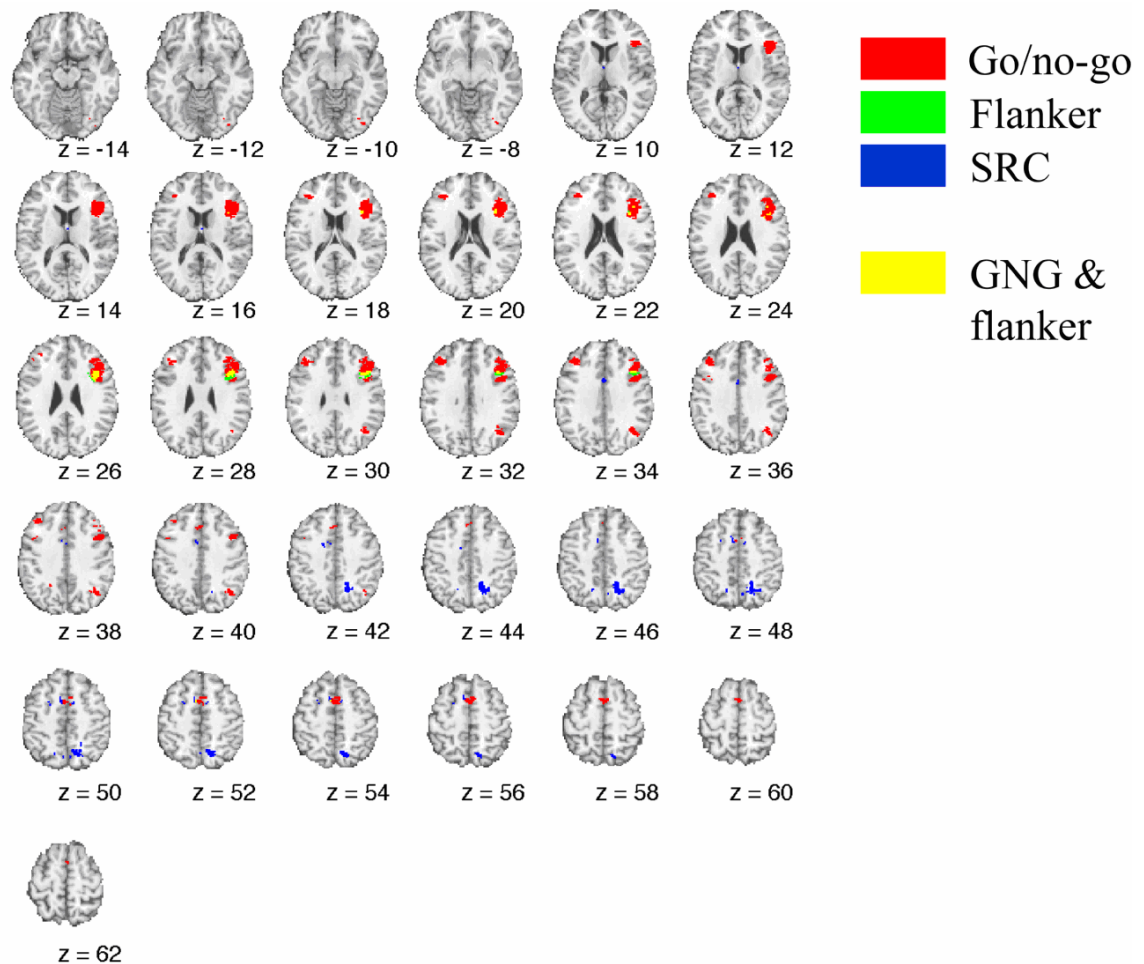 Go/no-go
Flanker
SRC
GNG &
flanker
z = -14
z = -12
z = -10
z = -8
z = 10
z = 12
z = 14
z = 16
z = 18
z = 20
z = 22
z = 24
z = 26
z = 28
z = 30
z = 32
z = 34
z = 36
z = 38
z = 40
z = 42
z = 44
z = 46
z = 48
z = 50
z = 52
z = 54
z = 56
z = 58
z = 60
z = 62